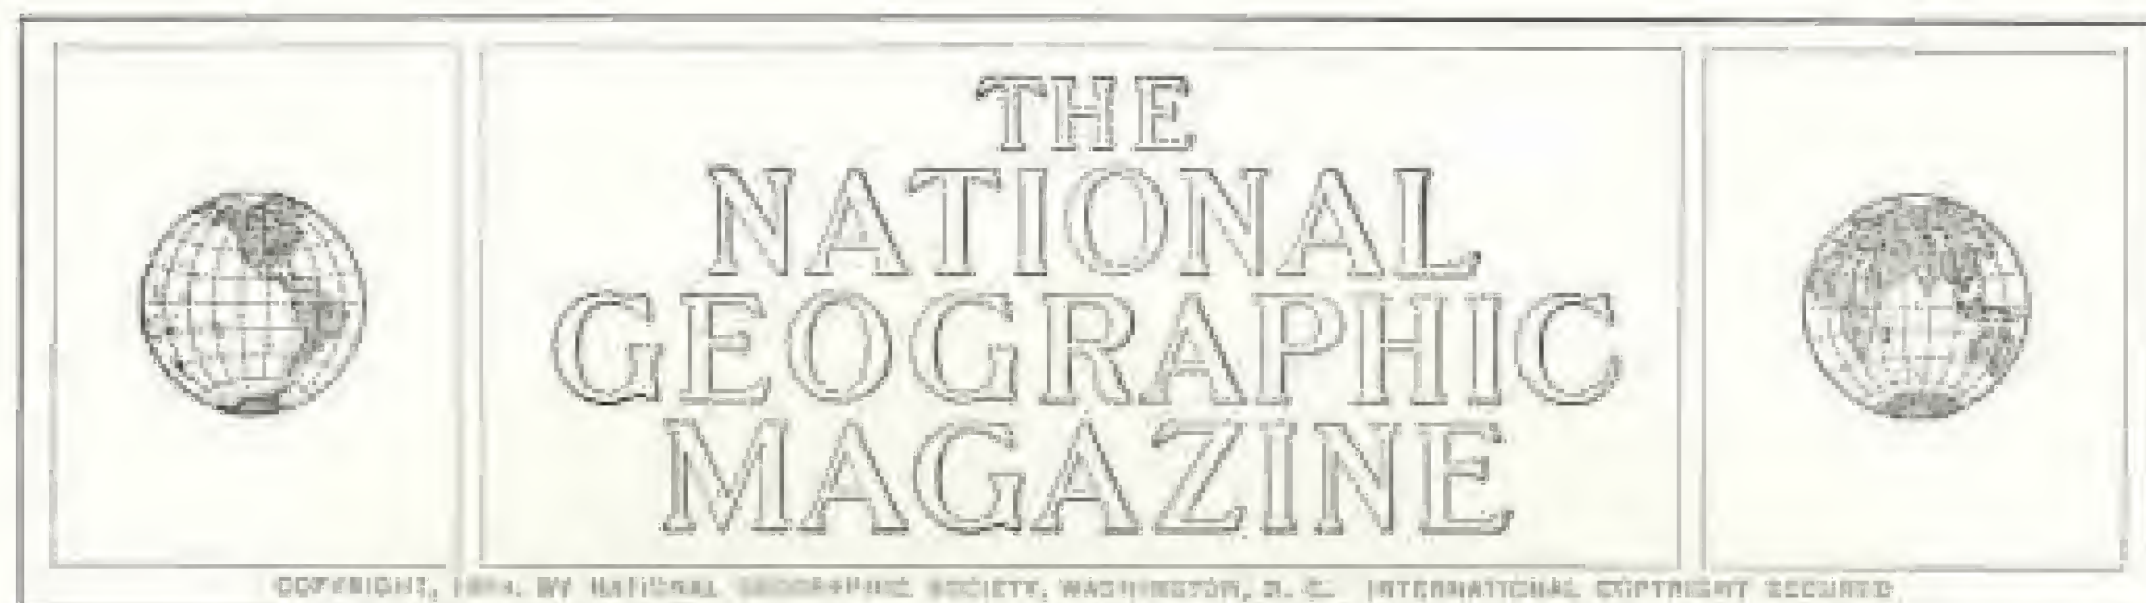 THE
NATIONAL
GEOGRAPHIC
MAGAZINE
COPYRIGHT, BY NATIONAL GEOGRAPHIC SOCIETY, WASHINGTON, D. C. INTERNATIONAL COPYRIGHT SECURED